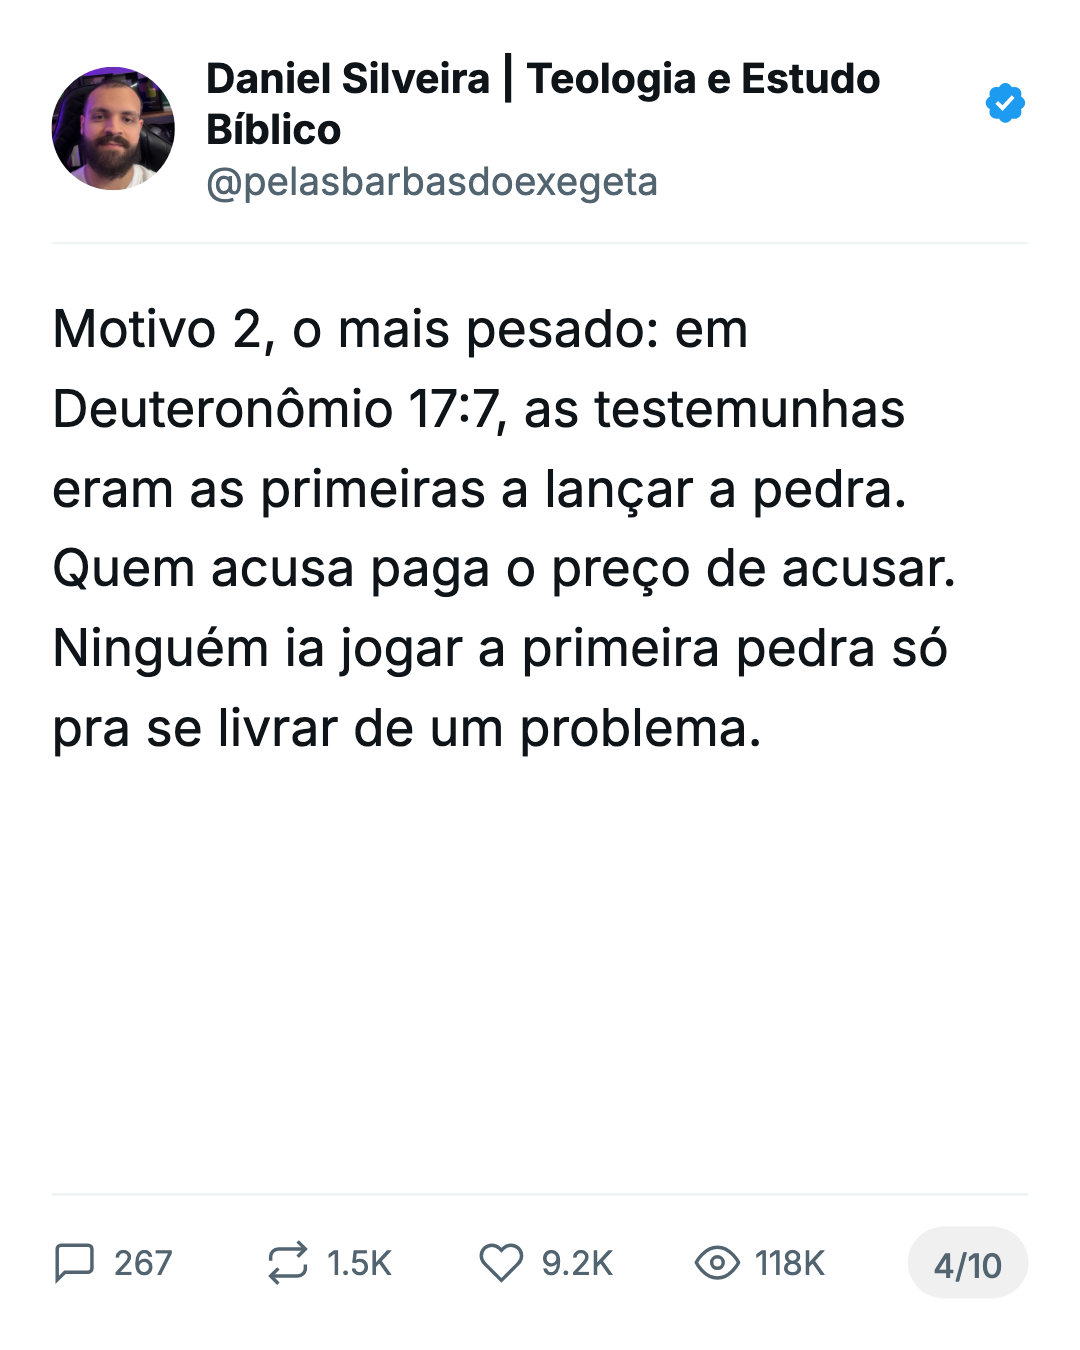 Daniel Silveira | Teologia e Estudo
Bíblico
@pelasbarbasdoexegeta
Motivo 2, o mais pesado: em
Deuteronômio 17:7, as testemunhas
eram as primeiras a lançar a pedra.
Quem acusa paga o preço de acusar.
Ninguém ia jogar a primeira pedra só
pra se livrar de um problema.
267 1.5K 9.2K 118K 4/10